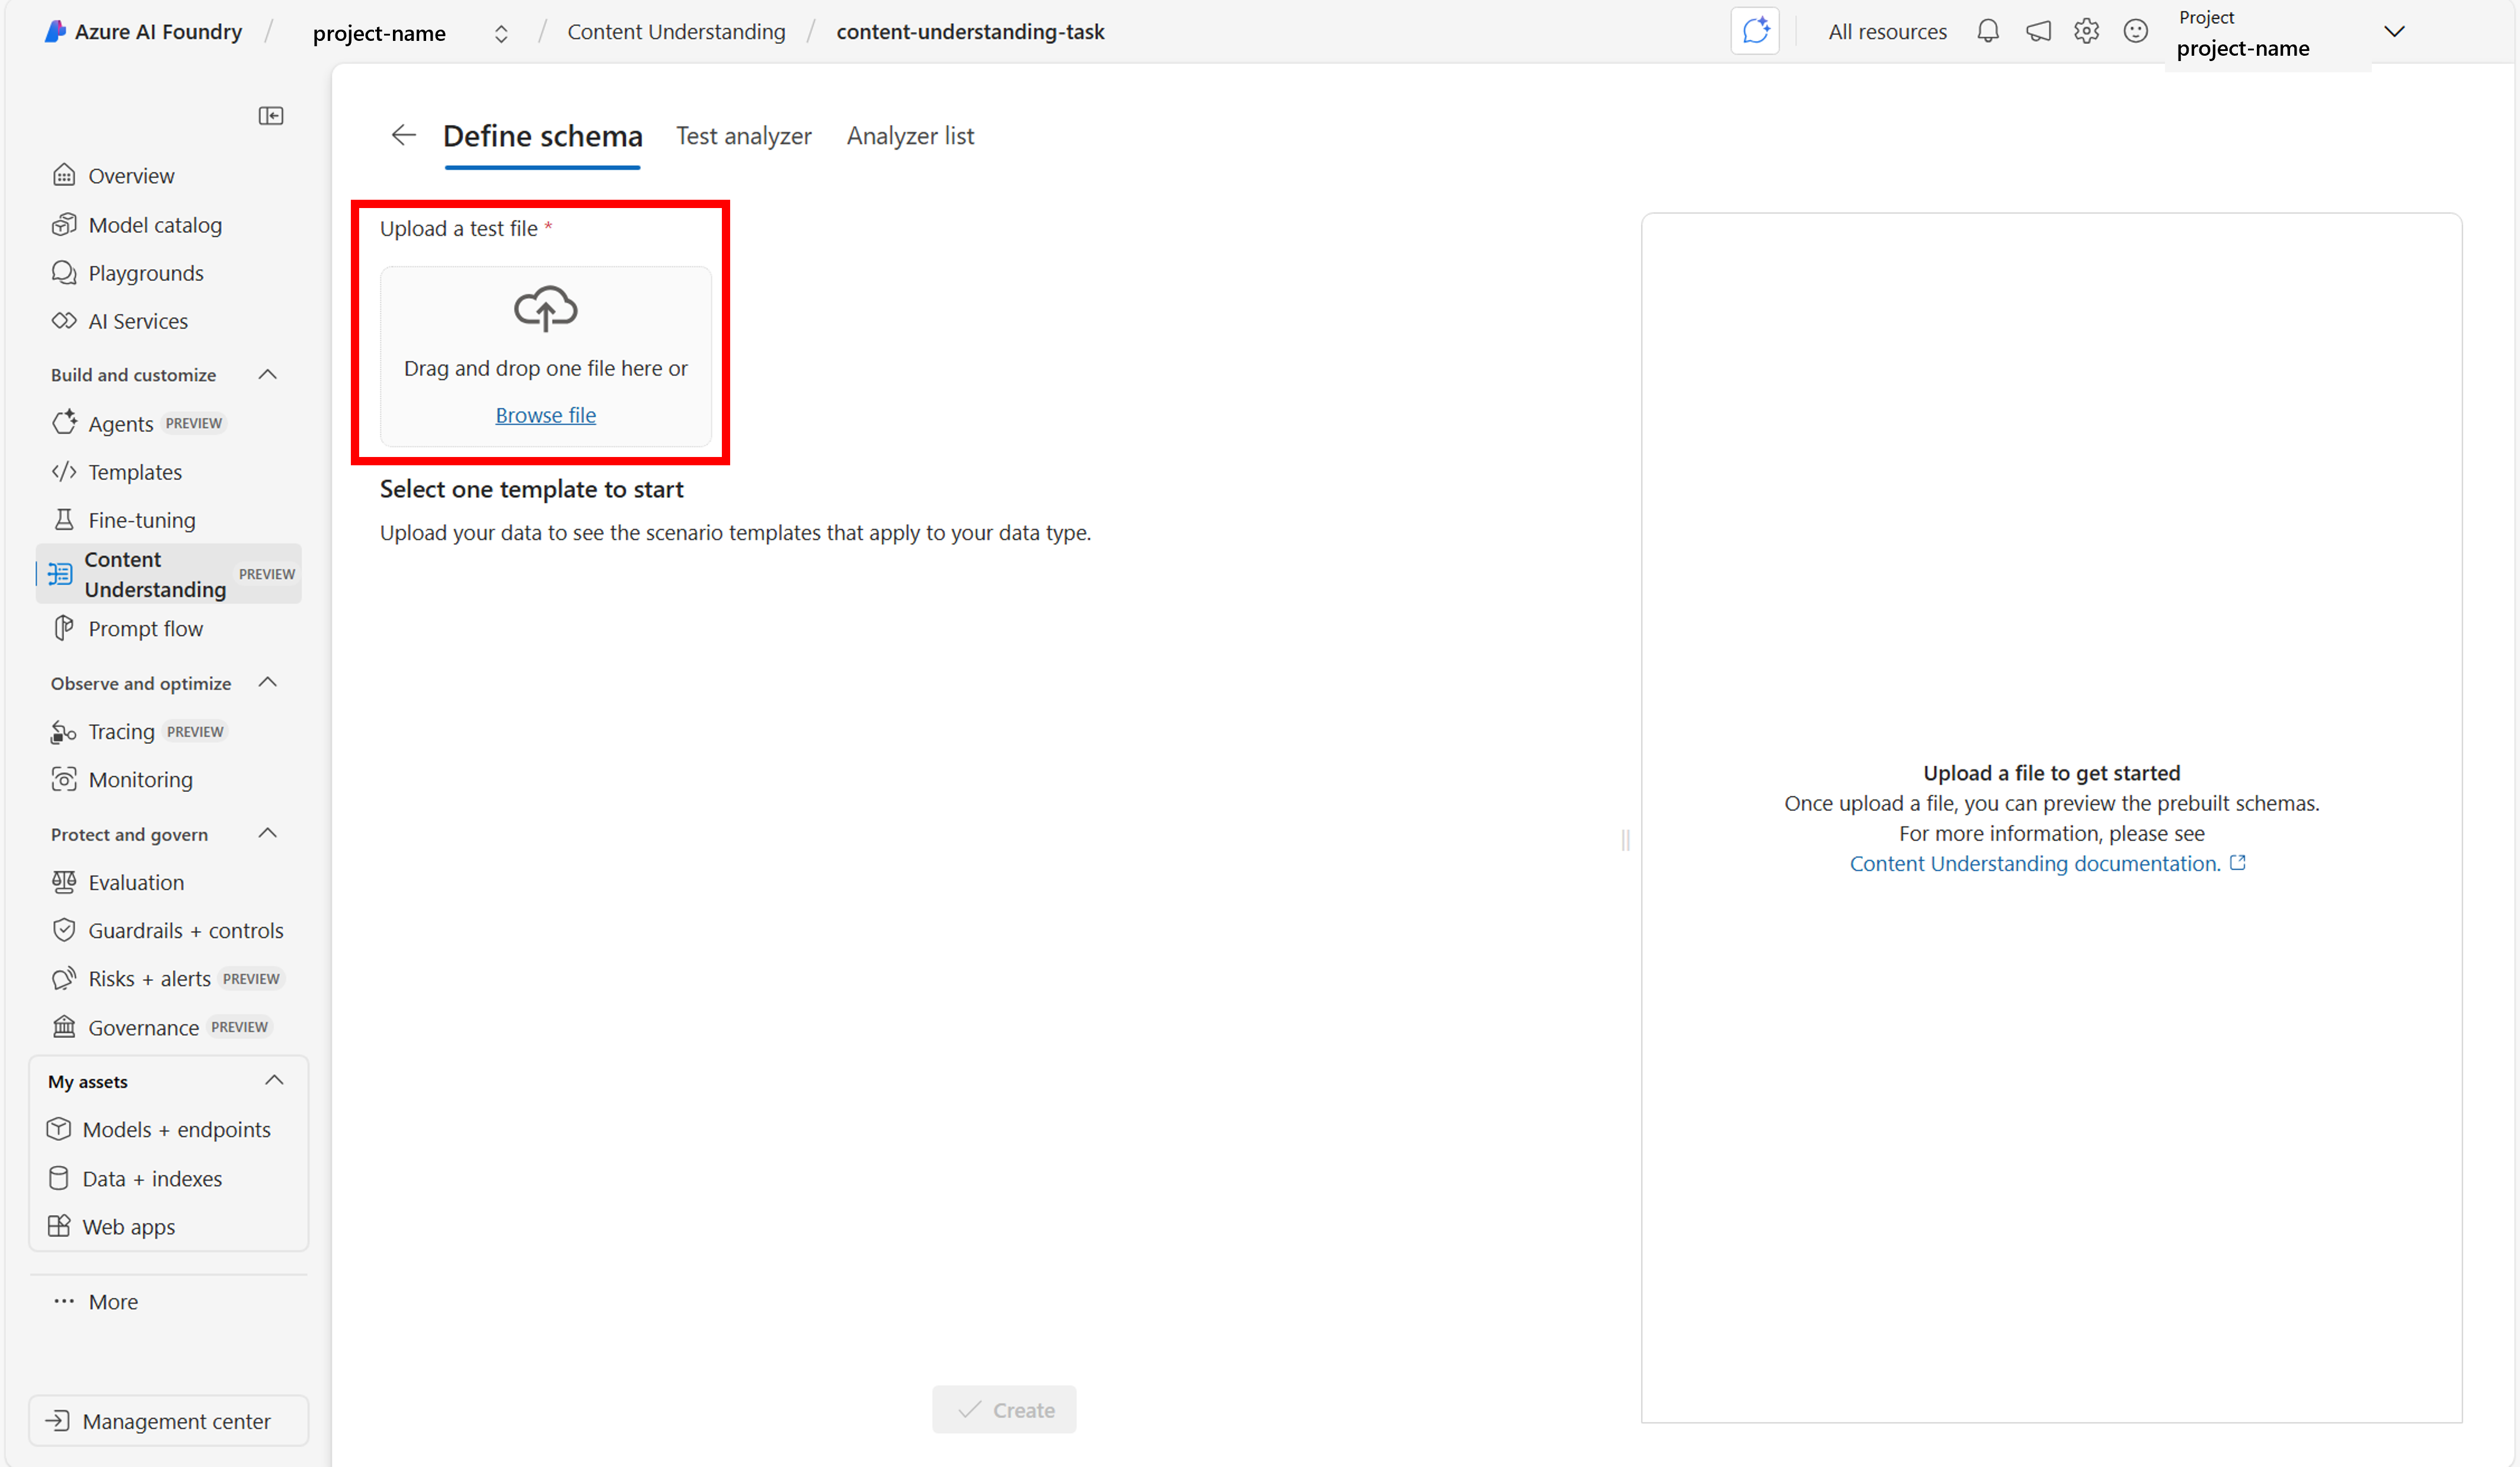 Azure AI Foundry / project-name / Content Understanding / content-understanding-task
All resources
Project
project-name
Overview
Model catalog
Playgrounds
AI Services
Build and customize
Agents PREVIEW
Templates
Fine-tuning
Content
Understanding PREVIEW
Prompt flow
Observe and optimize
Tracing PREVIEW
Monitoring
Protect and govern
Evaluation
Guardrails + controls
Risks + alerts PREVIEW
Governance PREVIEW
My assets
Models + endpoints
Data + indexes
Web apps
More
Management center
Define schema Test analyzer Analyzer list
Upload a test file *
Drag and drop one file here or
Browse file
Select one template to start
Upload your data to see the scenario templates that apply to your data type.
Create
Upload a file to get started
Once upload a file, you can preview the prebuilt schemas.
For more information, please see
Content Understanding documentation.